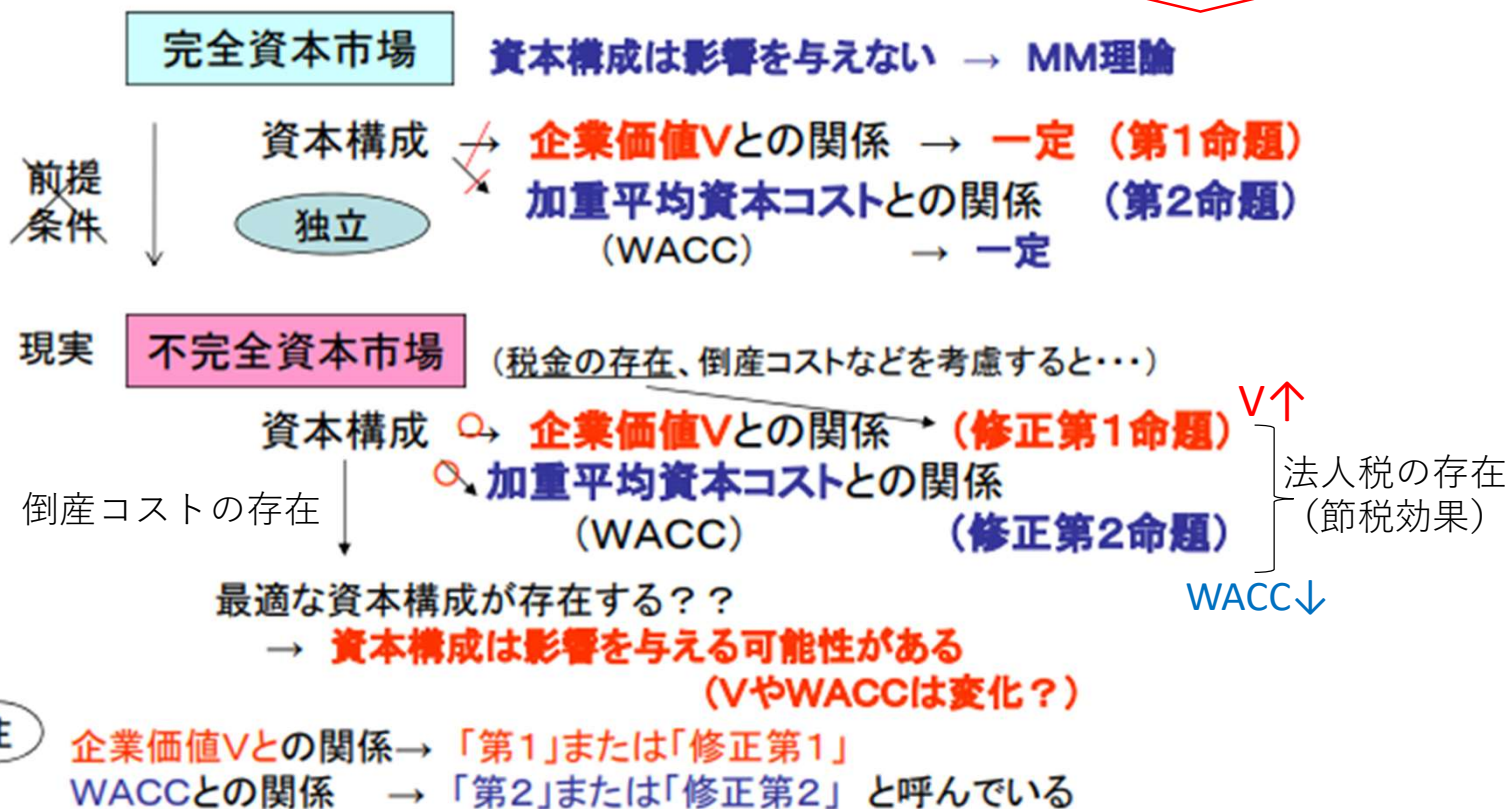 完全資本市場 資本構成は影響を与えない → MM理論
資本構成 → 企業価値Vとの関係 → 一定 (第1命題)
前提
条件
加重平均資本コストとの関係 (第2命題)
独立
(WACC) → 一定
現実 不完全資本市場 (税金の存在、倒産コストなどを考慮すると・・・)
V↑
資本構成 → 企業価値Vとの関係 (修正第1命題)
加重平均資本コストとの関係
法人税の存在
(節税効果)
倒産コストの存在
(WACC) (修正第2命題)
WACC↓
最適な資本構成が存在する??
→ 資本構成は影響を与える可能性がある
(VやWACCは変化?)
企業価値Vとの関係→ 「第1」または「修正第1」
WACCとの関係 → 「第2」または「修正第2」 と呼んでいる